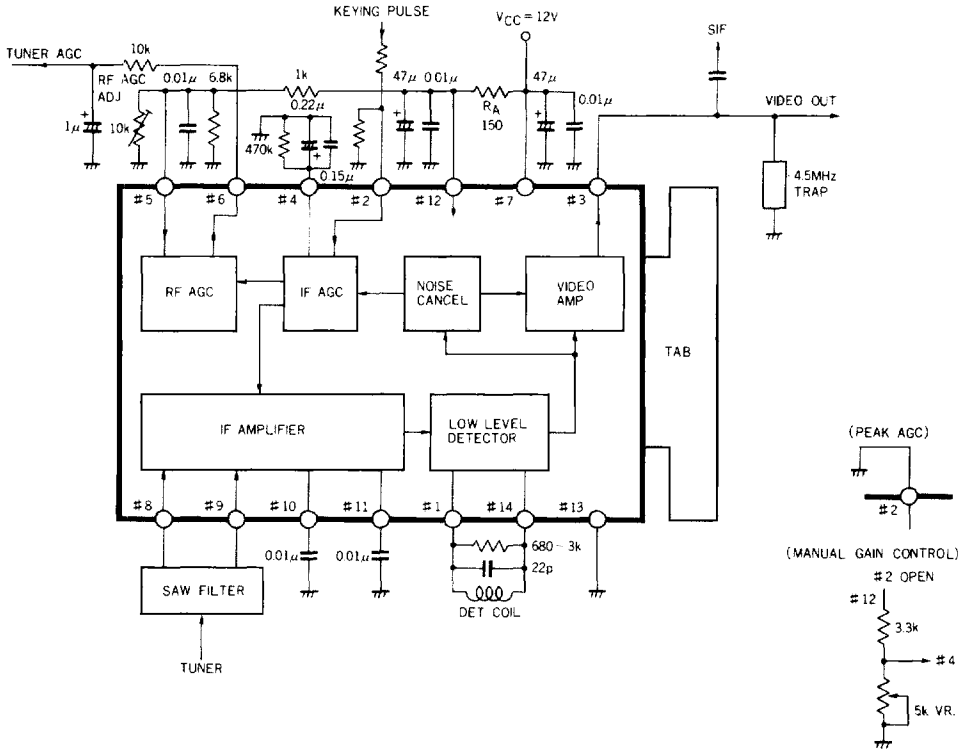 KEYING PULSE
VCC = 12V
SIF
TUNER AGC
10k
RF AGC
ADJ
0.01μ
6.8k
1k
0.22μ
47μ
0.01μ
RA
150
47μ
0.01μ
VIDEO OUT
1μ
10k
470k
0.15μ
4.5MHz
TRAP
#5
#6
#4
#2
#12
#7
#3
RF AGC
IF AGC
NOISE
CANCEL
VIDEO
AMP
TAB
IF AMPLIFIER
LOW LEVEL
DETECTOR
(PEAK AGC)
#2
#8
#9
#10
#11
#1
#14
#13
0.01μ
0.01μ
680~3k
22p
DET COIL
SAW FILTER
TUNER
(MANUAL GAIN CONTROL)
#2 OPEN
#12
3.3k
#4
5k VR.